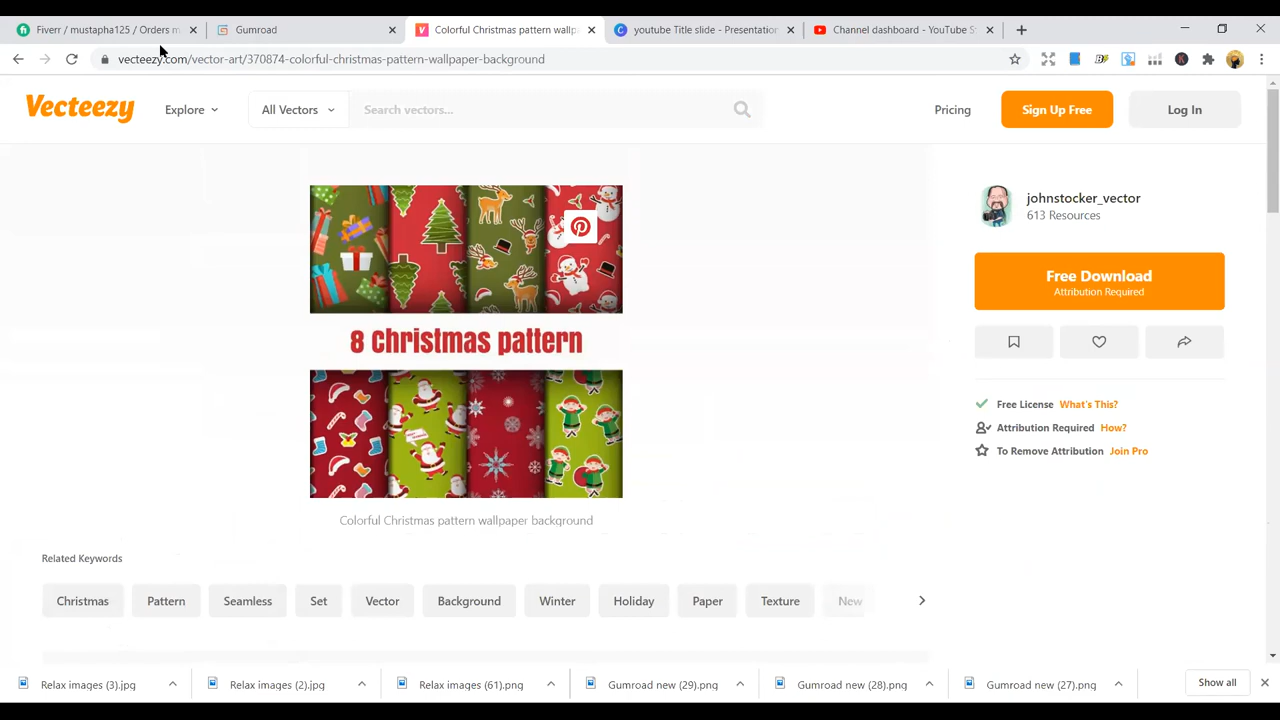 Fiverr / mustapha125 / Orders m
Gumroad
Colorful Christmas pattern wallp
youtube Title slide - Presentation
Channel dashboard - YouTube St
vecteezy.com/vector-art/370874-colorful-christmas-pattern-wallpaper-background
Vecteezy
Explore
All Vectors
Search vectors...
Pricing
Sign Up Free
Log In
johnstocker_vector
613 Resources
Free Download
Attribution Required
8 Christmas pattern
Free License What's This?
Attribution Required How?
To Remove Attribution Join Pro
Colorful Christmas pattern wallpaper background
Related Keywords
Christmas
Pattern
Seamless
Set
Vector
Background
Winter
Holiday
Paper
Texture
New
Relax images (3).jpg
Relax images (2).jpg
Relax images (61).png
Gumroad new (29).png
Gumroad new (28).png
Gumroad new (27).png
Show all